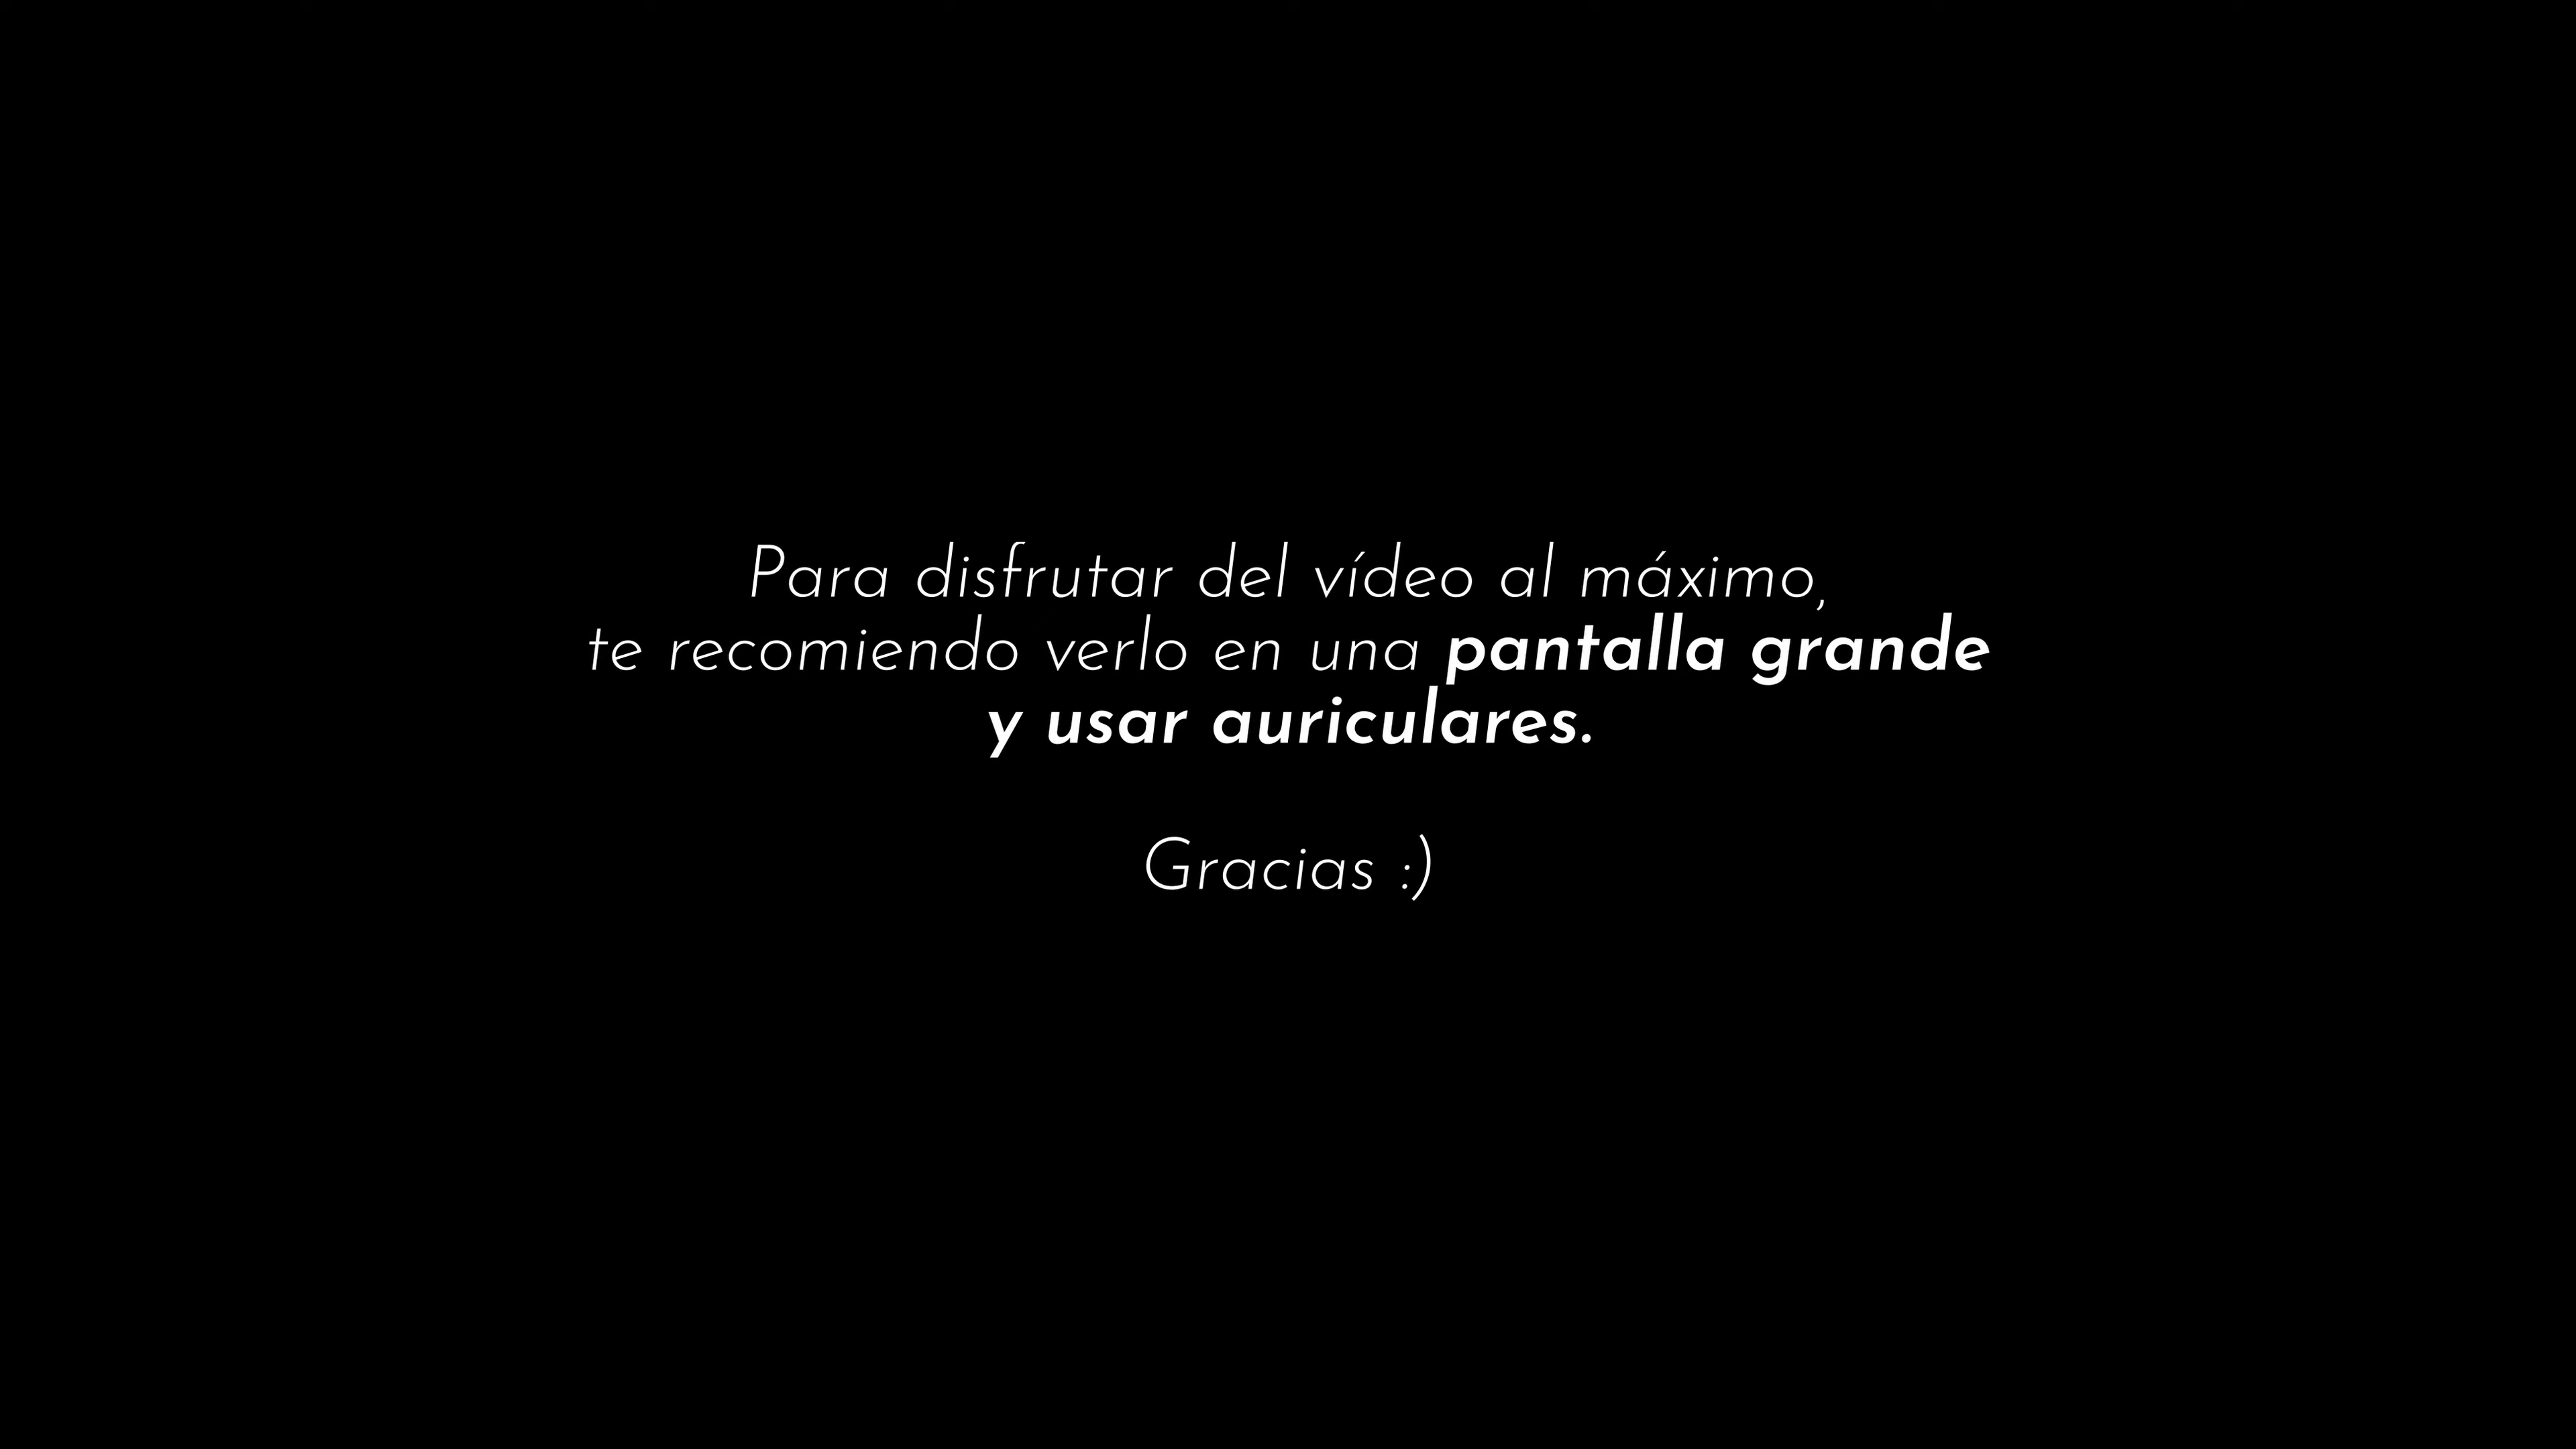 Para disfrutar del vídeo al máximo,
te recomiendo verlo en una pantalla grande
y usar auriculares.
Gracias :)